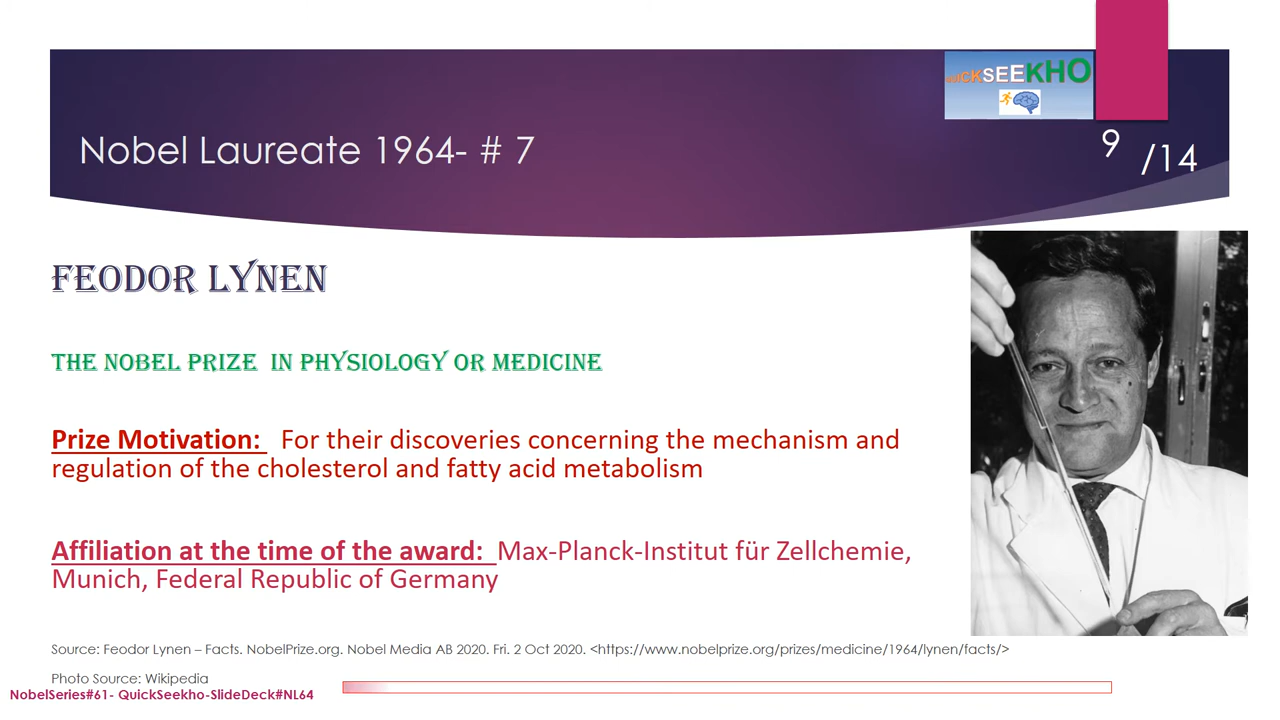 QUICKSEEKHO
Nobel Laureate 1964- # 7
9 /14
FEODOR LYNEN
THE NOBEL PRIZE IN PHYSIOLOGY OR MEDICINE
Prize Motivation: For their discoveries concerning the mechanism and
regulation of the cholesterol and fatty acid metabolism
Affiliation at the time of the award: Max-Planck-Institut für Zellchemie,
Munich, Federal Republic of Germany
Source: Feodor Lynen – Facts. NobelPrize.org. Nobel Media AB 2020. Fri. 2 Oct 2020. <https://www.nobelprize.org/prizes/medicine/1964/lynen/facts/>
Photo Source: Wikipedia
NobelSeries#61- QuickSeekho-SlideDeck#NL64